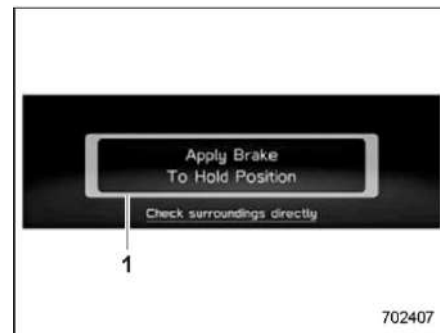 Apply Brake
To Hold Position
Check surroundings directly
1
702407